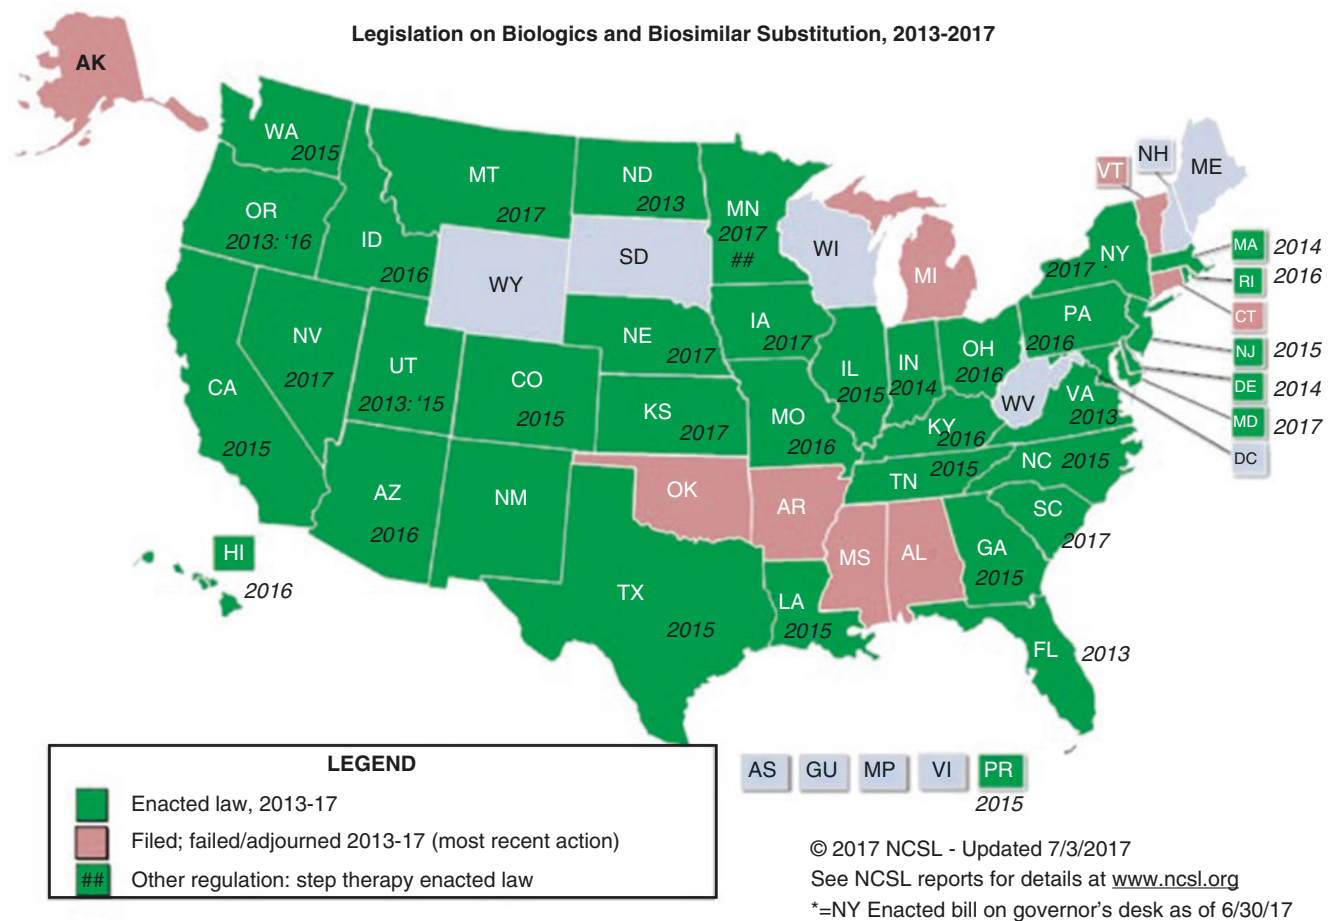 Legislation on Biologics and Biosimilar Substitution, 2013-2017
AK
WA
2015
MT
2017
ND
2013
MN
2017
##
OR
2013: ‘16
ID
2016
WY
SD
WI
MI
VT
NH
ME
NY
2017 ·
MA 2014
RI 2016
CT
NJ 2015
DE 2014
MD 2017
DC
PA
2016
NV
2017
UT
2013: ‘15
CA
2015
CO
2015
NE
2017
IA
2017
IL
2015
IN
2014
OH
2016
WV
VA
2013
KS
2017
MO
2016
KY
2016
TN
2015
NC 2015
SC
2017
AZ
2016
NM
OK
AR
MS
AL
GA
2015
HI
2016
TX
2015
LA
2015
FL
2013
LEGEND
Enacted law, 2013-17
Filed; failed/adjourned 2013-17 (most recent action)
## Other regulation: step therapy enacted law
AS GU MP VI PR
2015
© 2017 NCSL - Updated 7/3/2017
See NCSL reports for details at www.ncsl.org
*=NY Enacted bill on governor’s desk as of 6/30/17